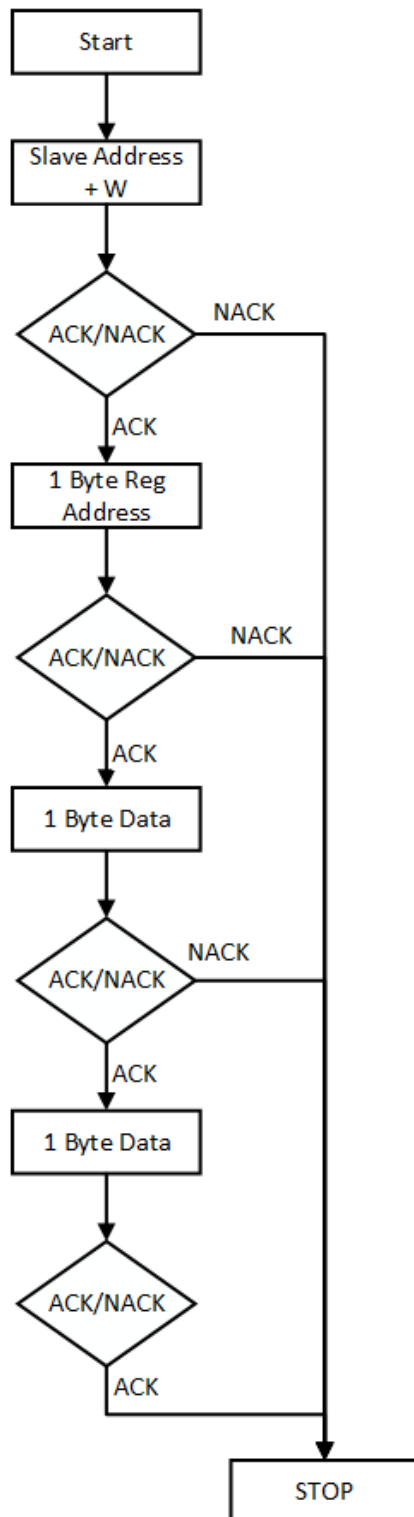 Start
Slave Address
+ W
ACK/NACK
NACK
ACK
1 Byte Reg
Address
ACK/NACK
NACK
ACK
1 Byte Data
ACK/NACK
NACK
ACK
1 Byte Data
ACK/NACK
ACK
STOP